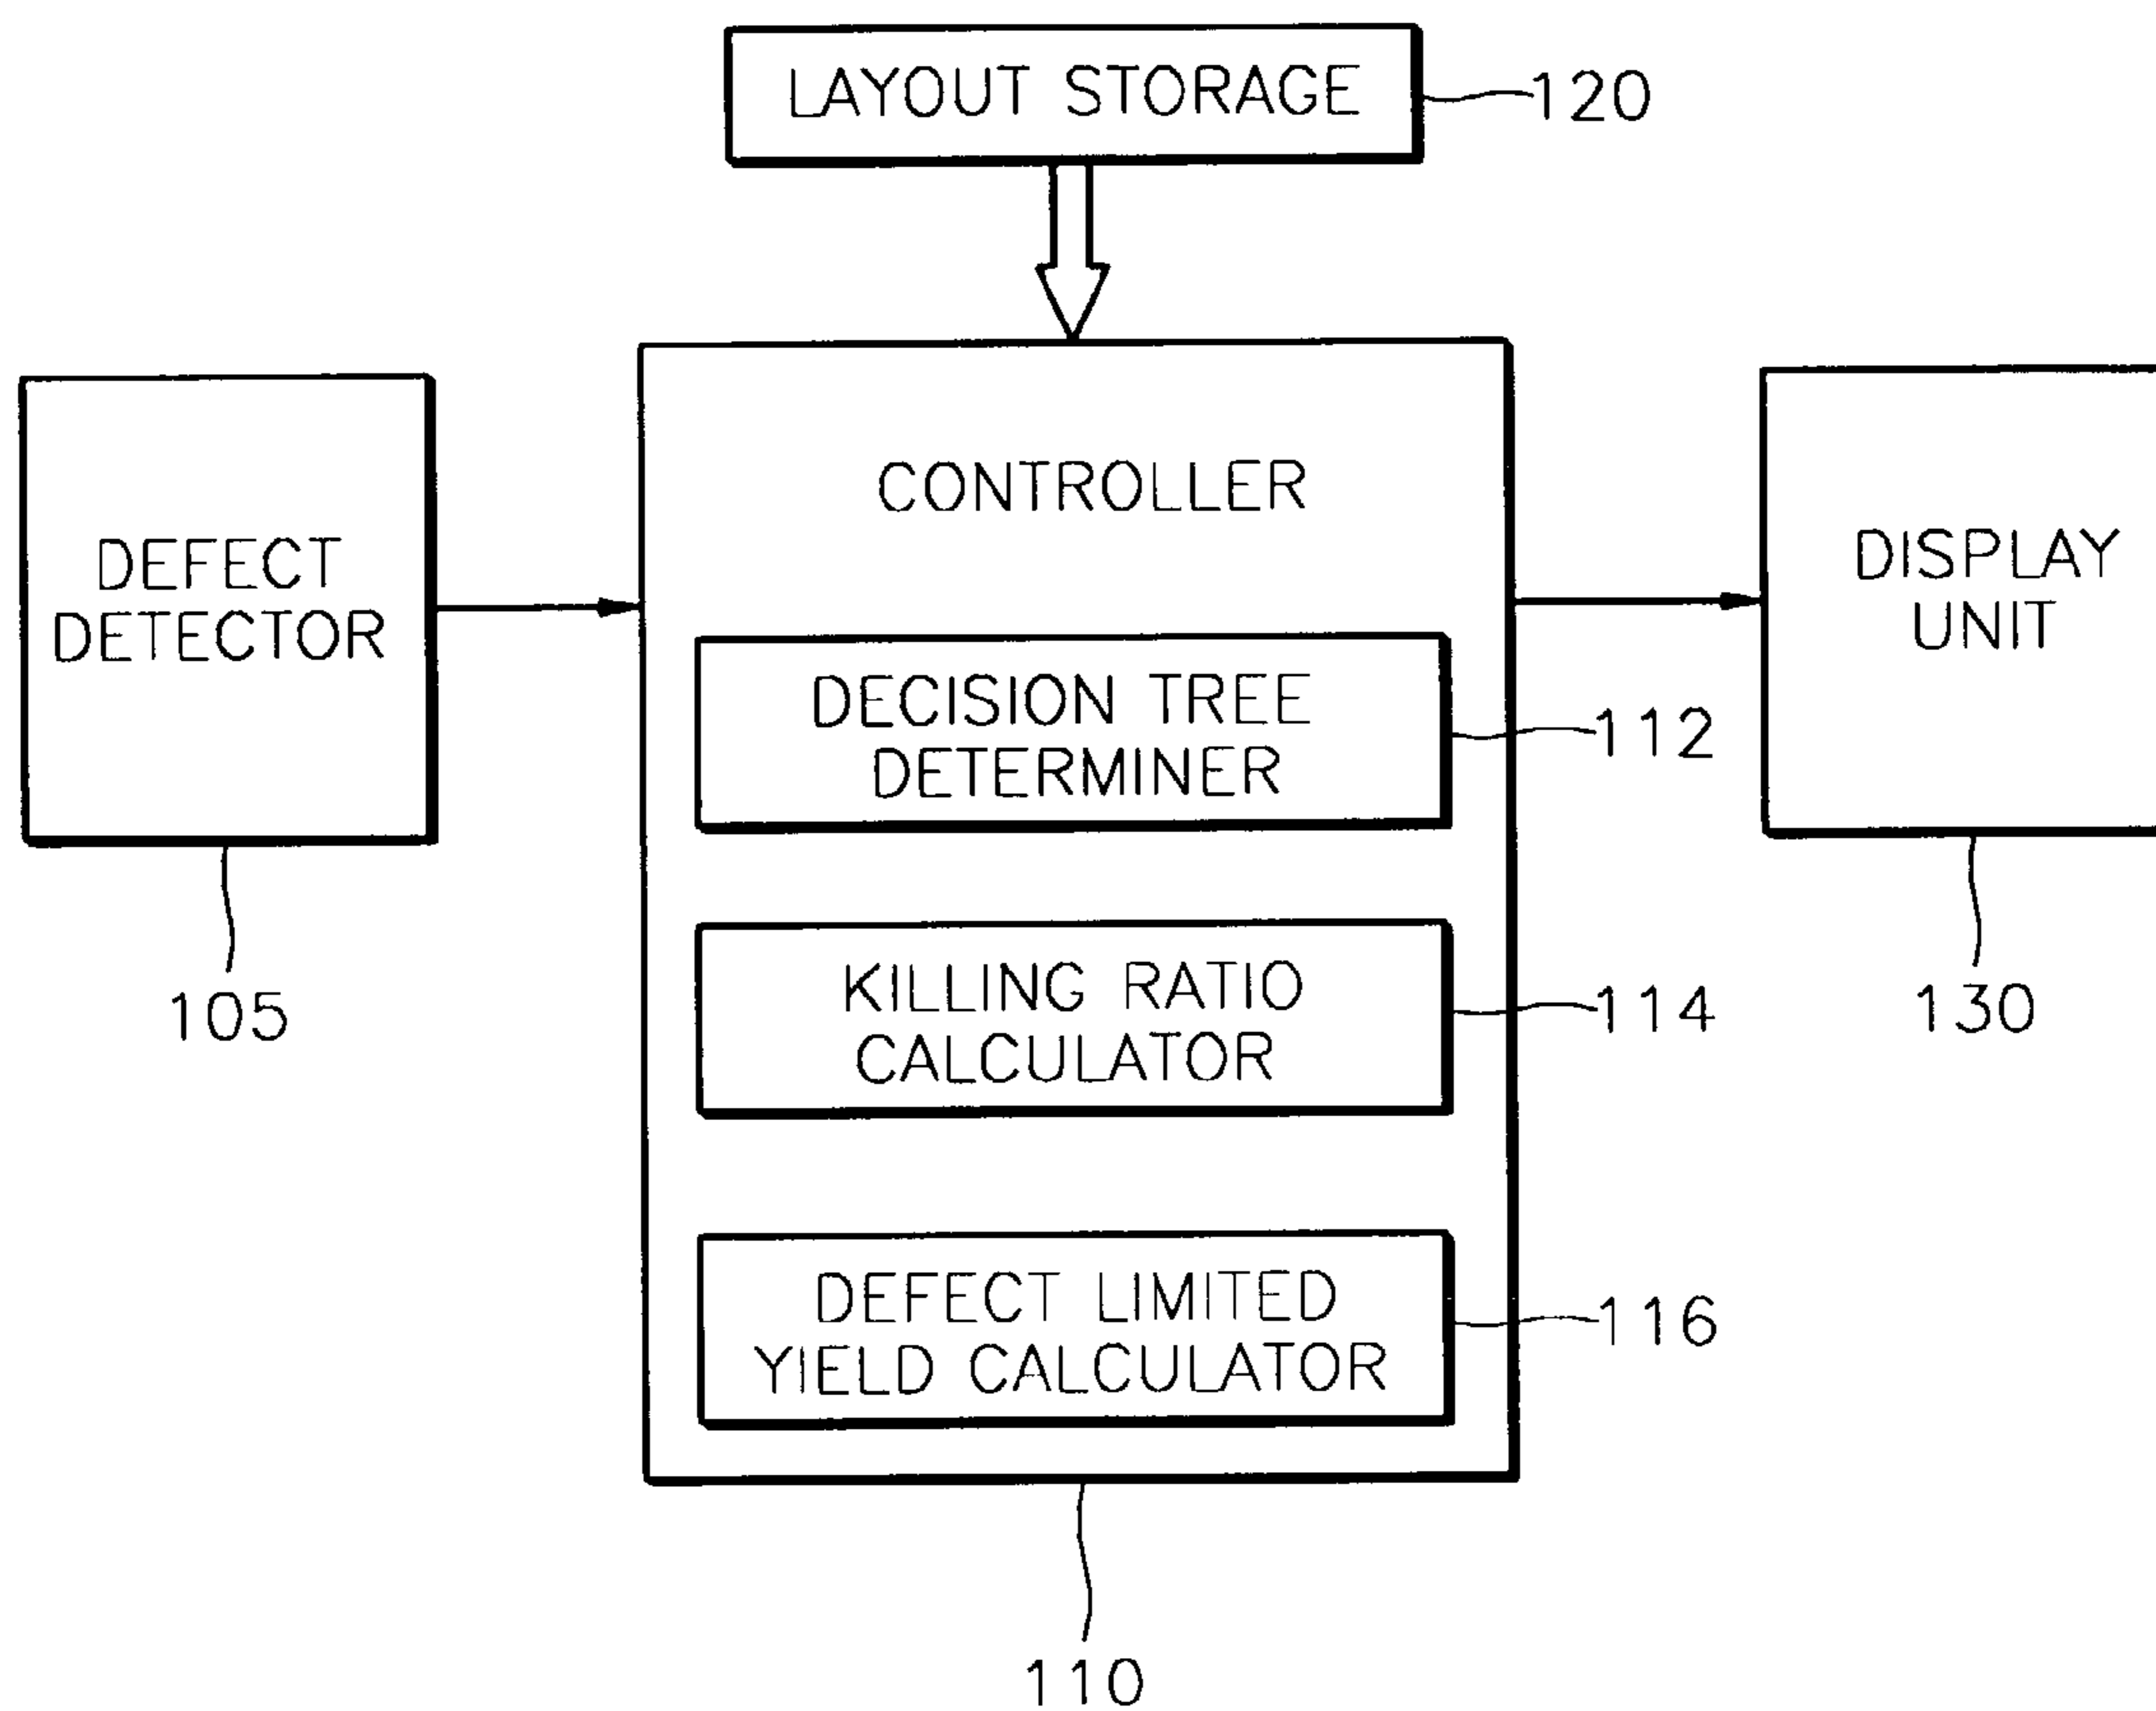 LAYOUT STORAGE
120
CONTROLLER
DEFECT
DETECTOR
DISPLAY
UNIT
DECISION TREE
DETERMINER
112
KILLING RATIO
CALCULATOR
114
105
130
DEFECT LIMITED
YIELD CALCULATOR
116
110